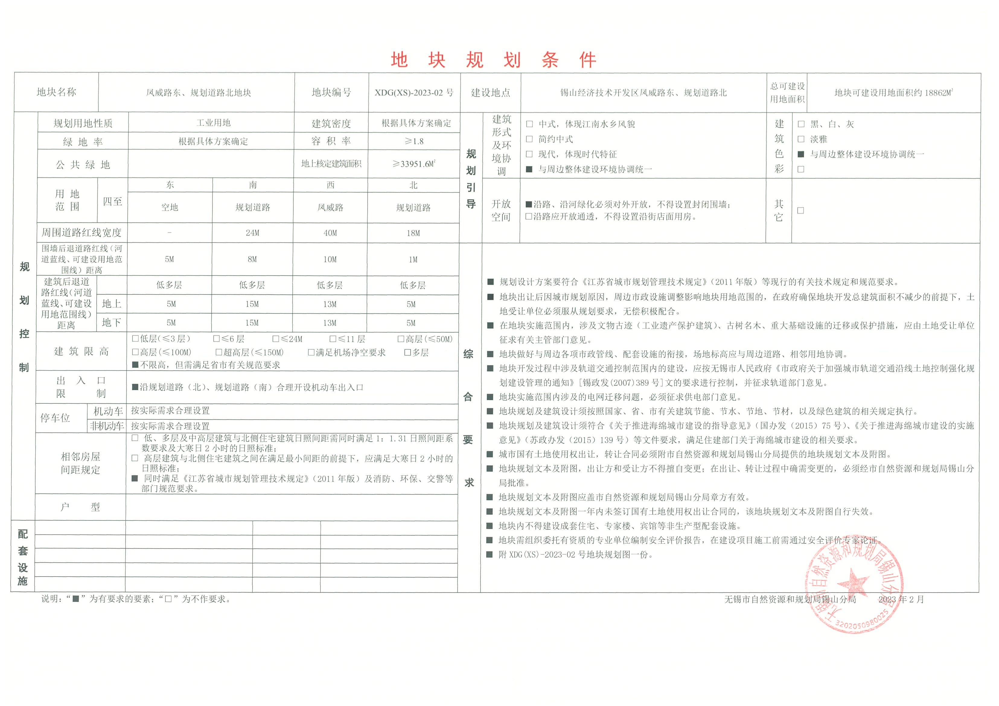 地块规划条件
地块名称 凤威路东、规划道路北地块 地块编号 XDG(XS)-2023-02 号 建设地点 锡山经济技术开发区凤威路东、规划道路北 总可建设用地面积 地块可建设用地面积约 18862M²
规划控制
规划用地性质 工业用地 建筑密度 根据具体方案确定
绿地率 根据具体方案确定 容积率 ≥1.8
公共绿地 地上核定建筑面积 ≥33951.6M²
用地范围 四至 东 南 西 北
空地 规划道路 凤威路 规划道路
周围道路红线宽度 - 24M 40M 18M
围墙后退道路红线（河
道蓝线、可建设用地范
围线）距离 5M 8M 10M 1M
建筑后退道
路红线（河道
蓝线、可建设
用地范围线）
距离
低多层 低多层 低多层 低多层
地上 5M 15M 13M 5M
地下 5M 15M 13M 5M
建筑限高
□低层(≤3 层) □≤6 层 □≤24M □≤11 层 □高层(≤50M)
□高层(≤100M) □超高层(≤150M) □满足机场净空要求 □多层
■不限高，但需满足省市有关规范要求
出入口
限制
■沿规划道路（北）、规划道路（南）合理开设机动车出入口
停车位 机动车 按实际需求合理设置
非机动车 按实际需求合理设置
相邻房屋
间距规定
□ 低、多层及中高层建筑与北侧住宅建筑日照间距需同时满足 1：1.31 日照间距系
数要求及大寒日 2 小时的日照标准；
□ 高层建筑与北侧住宅建筑之间在满足最小间距的前提下，应满足大寒日 2 小时的
日照标准；
■ 同时满足《江苏省城市规划管理技术规定》（2011 年版）及消防、环保、交警等
部门规范要求。
户型
配套设施
规划引导
建筑
形式
及环
境协
调
□ 中式，体现江南水乡风貌
□ 简约中式
□ 现代，体现时代特征
■ 与周边整体建设环境协调统一
建筑色彩
□ 黑、白、灰
□ 淡雅
■ 与周边整体建设环境协调统一
□
开放
空间
■沿路、沿河绿化必须对外开放，不得设置封闭围墙；
□沿路应开放通透，不得设置沿街店面用房。
其它
□
综合要求
■ 规划设计方案要符合《江苏省城市规划管理技术规定》（2011 年版）等现行的有关技术规定和规范要求。
■ 地块出让后因城市规划原因，周边市政设施调整影响地块用地范围的，在政府确保地块开发总建筑面积不减少的前提下，土
地受让单位必须服从规划要求，无偿积极配合。
■ 在地块实施范围内，涉及文物古迹（工业遗产保护建筑）、古树名木、重大基础设施的迁移或保护措施，应由土地受让单位
征求有关主管部门意见。
■ 地块做好与周边各项市政管线、配套设施的衔接，场地标高应与周边道路、相邻用地协调。
■ 地块开发过程中涉及轨道交通控制范围内的建设，应按无锡市人民政府《市政府关于加强城市轨道交通沿线土地控制强化规
划建设管理的通知》[锡政发(2007)389 号]文的要求进行控制，并征求轨道部门意见。
■ 地块实施范围内涉及的电网迁移问题，必须征求供电部门意见。
■ 地块规划及建筑设计须按照国家、省、市有关建筑节能、节水、节地、节材，以及绿色建筑的相关规定执行。
■ 地块规划及建筑设计须符合《关于推进海绵城市建设的指导意见》（国办发（2015）75 号）、《关于推进海绵城市建设的实施
意见》（苏政办发（2015）139 号）等文件要求，满足住建部门关于海绵城市建设的相关要求。
■ 城市国有土地使用权出让，转让合同必须附市自然资源和规划局锡山分局提供的地块规划文本及附图。
■ 地块规划文本及附图，出让方和受让方不得擅自变更；在出让、转让过程中确需变更的，必须经市自然资源和规划局锡山分
局批准。
■ 地块规划文本及附图应盖市自然资源和规划局锡山分局章方有效。
■ 地块规划文本及附图一年内未签订国有土地使用权出让合同的，该地块规划文本及附图自行失效。
■ 地块内不得建设成套住宅、专家楼、宾馆等非生产型配套设施。
■ 地块需组织委托有资质的专业单位编制安全评价报告，在建设项目施工前需通过安全评价专家论证。
■ 附 XDG(XS)-2023-02 号地块规划图一份。
说明：“■”为有要求的要素；“□”为不作要求。
无锡市自然资源和规划局锡山分局 2023 年 2 月
无锡市自然资源和规划局锡山分局
3202050980025